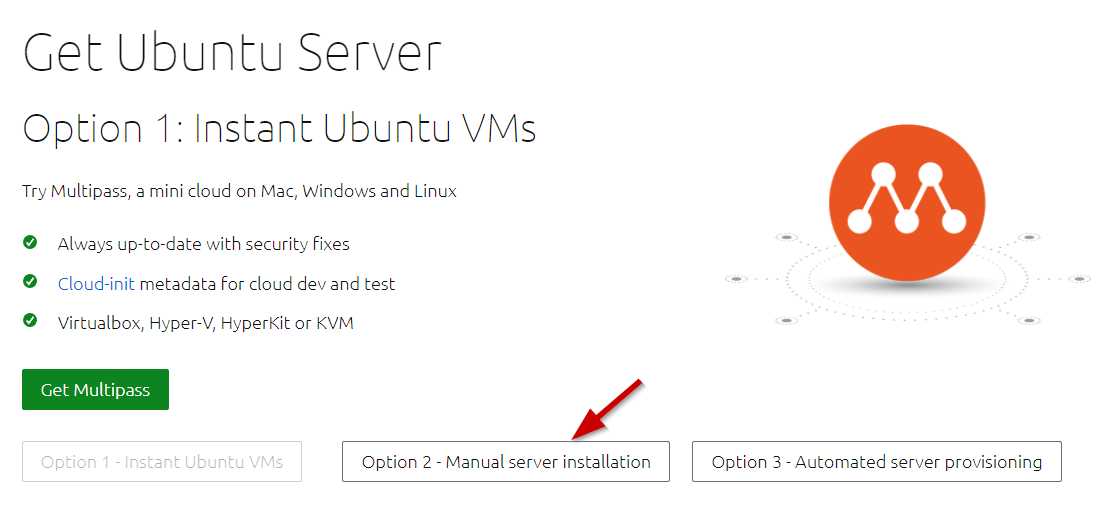 Get Ubuntu Server
Option 1: Instant Ubuntu VMs
Try Multipass, a mini cloud on Mac, Windows and Linux
Always up-to-date with security fixes
Cloud-init metadata for cloud dev and test
Virtualbox, Hyper-V, HyperKit or KVM
Get Multipass
Option 1 - Instant Ubuntu VMs
Option 2 - Manual server installation
Option 3 - Automated server provisioning